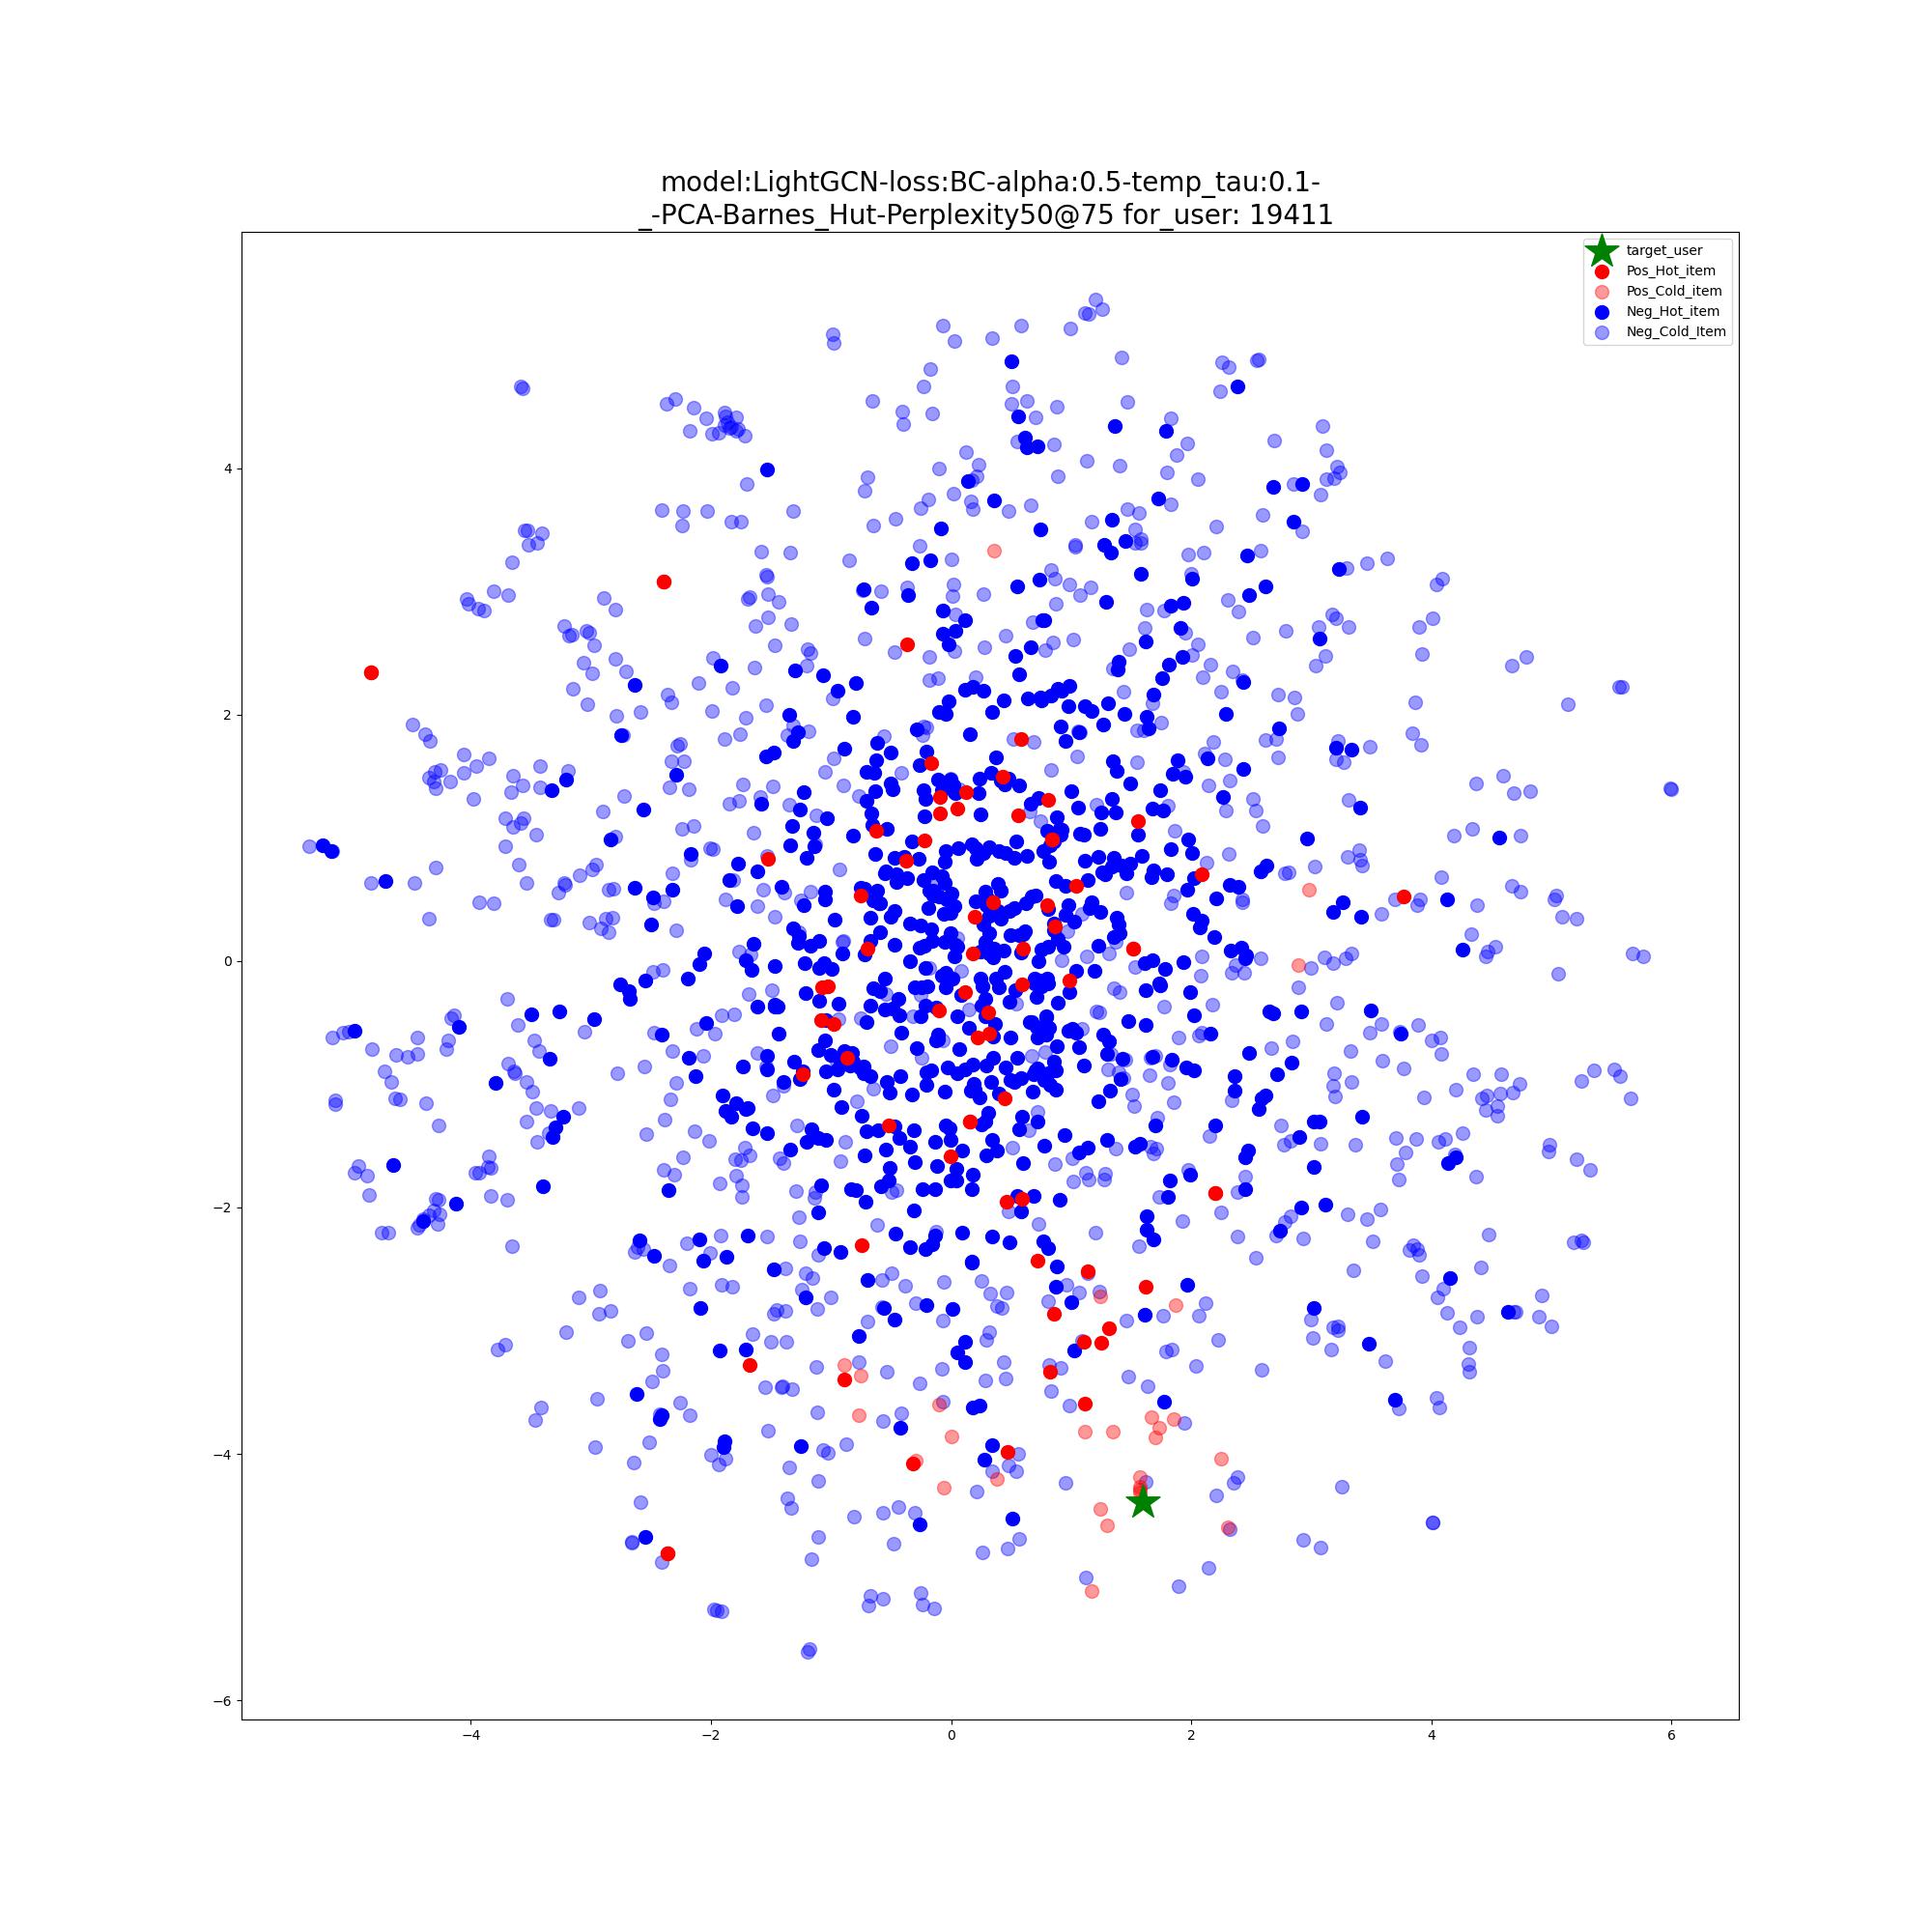 model:LightGCN-loss:BC-alpha:0.5-temp_tau:0.1-
_-PCA-Barnes_Hut-Perplexity50@75 for_user: 19411
target_user
Pos_Hot_item
Pos_Cold_item
Neg_Hot_item
Neg_Cold_Item
4
2
0
−2
−4
−6
−4
−2
0
2
4
6